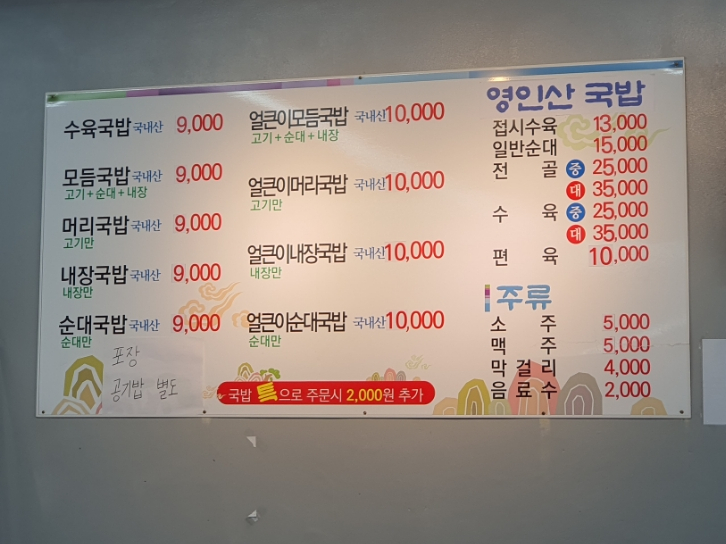 수육국밥 국내산 9,000
모듬국밥 국내산 9,000
고기+순대+내장
머리국밥 국내산 9,000
고기만
내장국밥 국내산 9,000
내장만
순대국밥 국내산 9,000
순대만
포장
공기밥 별도
얼큰이모듬국밥 국내산 10,000
고기+순대+내장
얼큰이머리국밥 국내산 10,000
고기만
얼큰이내장국밥 국내산 10,000
내장만
얼큰이순대국밥 국내산 10,000
순대만
국밥 특으로 주문시 2,000원 추가
영인산 국밥
접시수육 13,000
일반순대 15,000
전골 중 25,000
대 35,000
수육 중 25,000
대 35,000
편육 10,000
주류
소주 5,000
맥주 5,000
막걸리 4,000
음료수 2,000